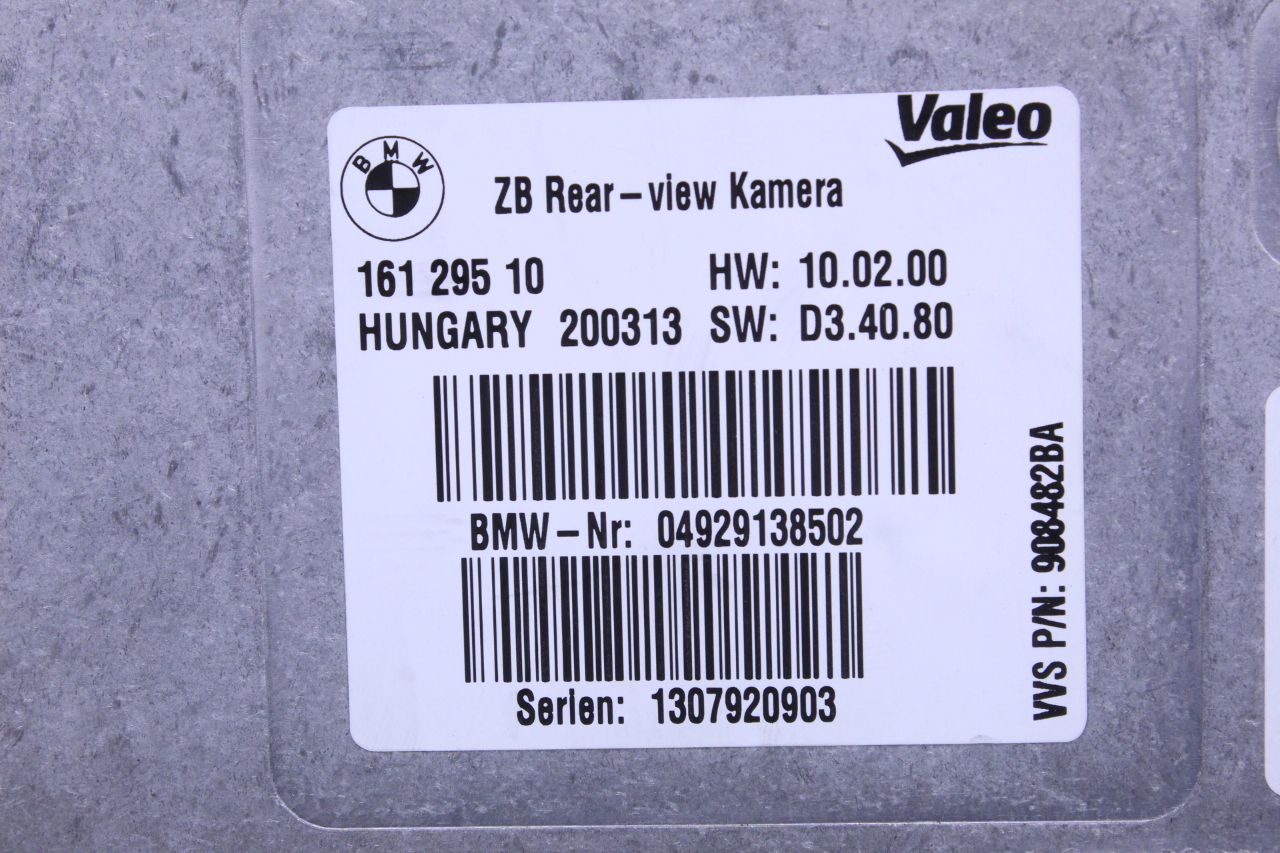 Valeo
BMW
ZB Rear-view Kamera
161 295 10 HW: 10.02.00
HUNGARY 200313 SW: D3.40.80
BMW-Nr: 04929138502
Serien: 1307920903
VVS P/N: 908482BA